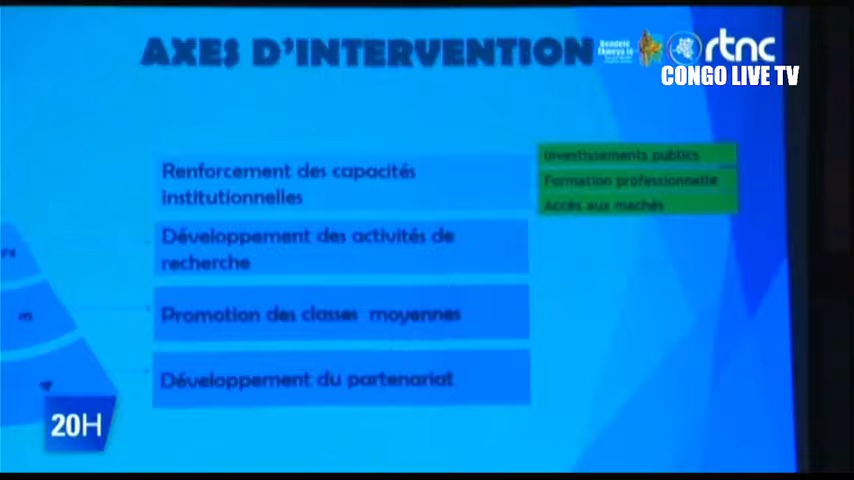 AXES D'INTERVENTION
rtnc
CONGO LIVE TV
Renforcement des capacités
institutionnelles
Investissements publics
Formation professionnelle
Accès aux machés
Développement des activités de
recherche
Promotion des classes moyennes
Développement du partenariat
20H